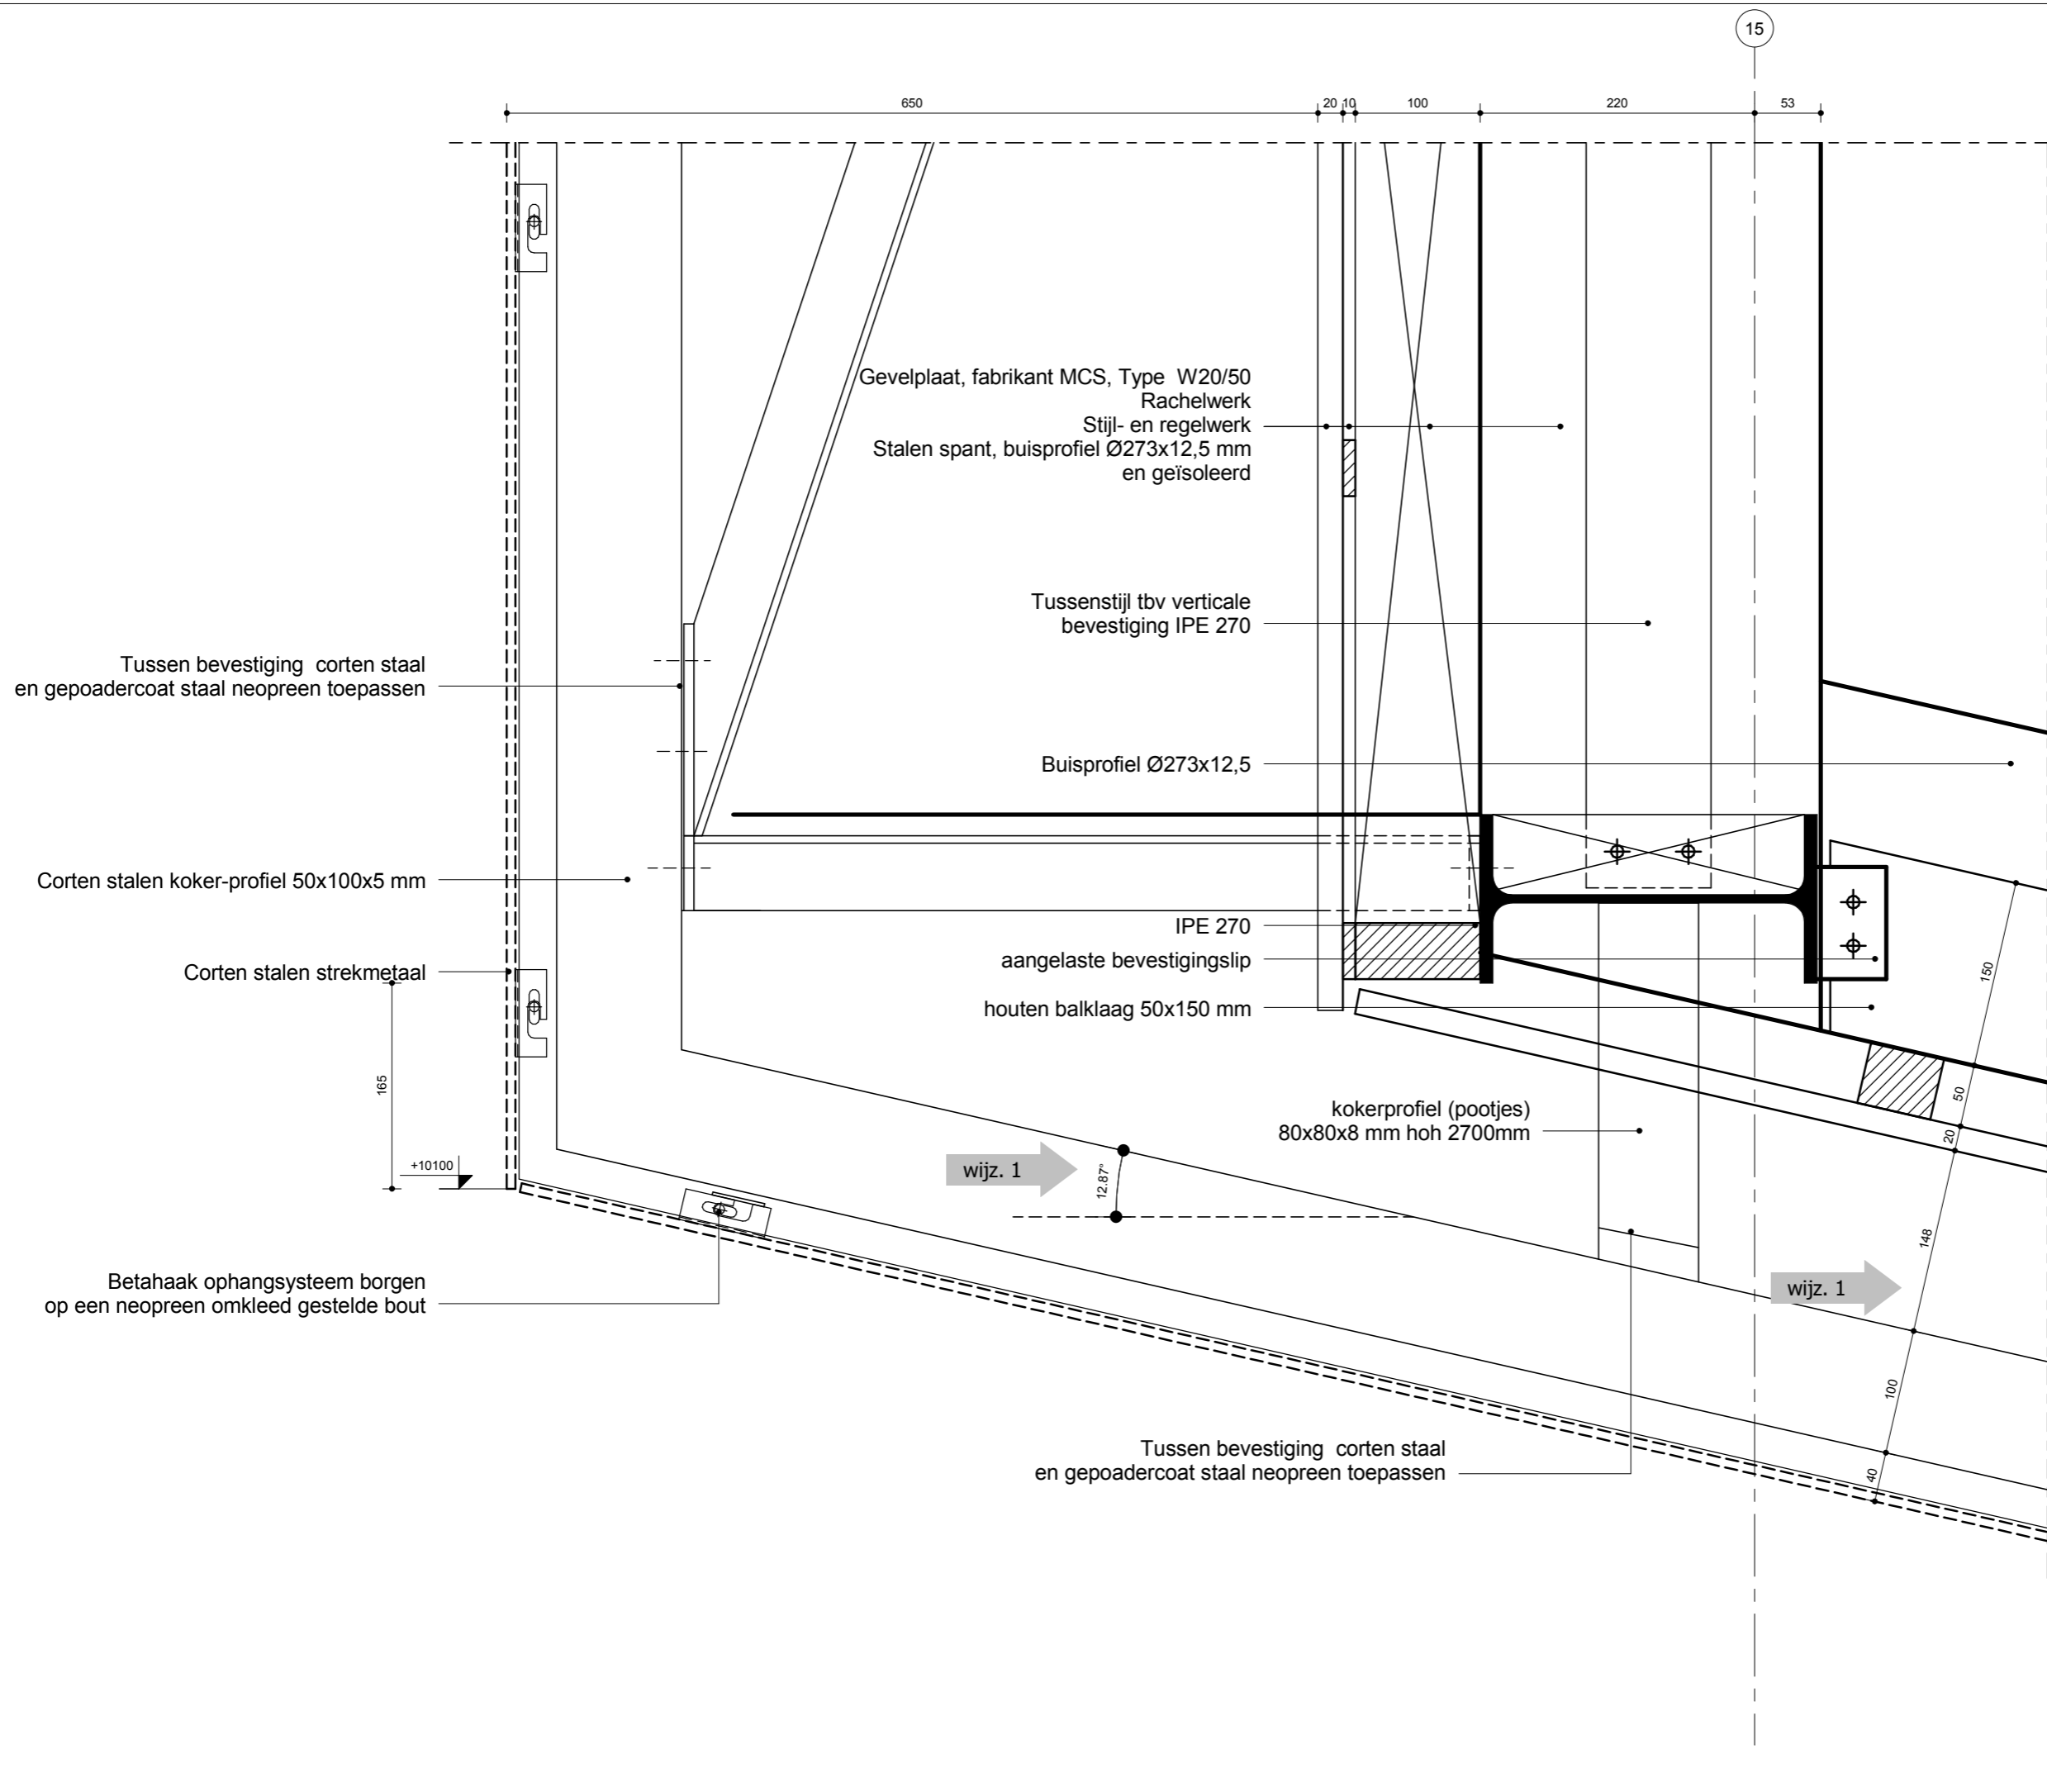 15
650
20
10
100
220
53
Gevelplaat, fabrikant MCS, Type W20/50
Rachelwerk
Stijl- en regelwerk
Stalen spant, buisprofiel Ø273x12,5 mm
en geïsoleerd
Tussenstijl tbv verticale
bevestiging IPE 270
Tussen bevestiging corten staal
en gepoadercoat staal neopreen toepassen
Buisprofiel Ø273x12,5
Corten stalen koker-profiel 50x100x5 mm
IPE 270
aangelaste bevestigingslip
Corten stalen strekmetaal
houten balklaag 50x150 mm
150
165
50
20
kokerprofiel (pootjes)
80x80x8 mm hoh 2700mm
+10100
wijz. 1
12.87°
148
Betahaak ophangsysteem borgen
op een neopreen omkleed gestelde bout
wijz. 1
100
Tussen bevestiging corten staal
en gepoadercoat staal neopreen toepassen
40